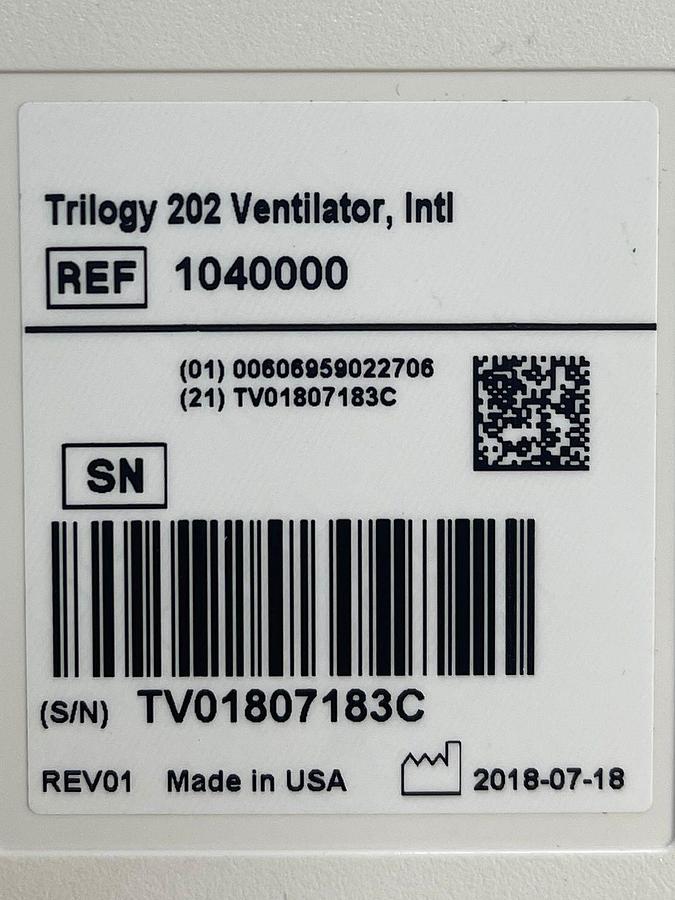 Trilogy 202 Ventilator, Intl
REF 1040000
(01) 00606959022706
(21) TV01807183C
SN
(S/N) TV01807183C
REV01 Made in USA 2018-07-18